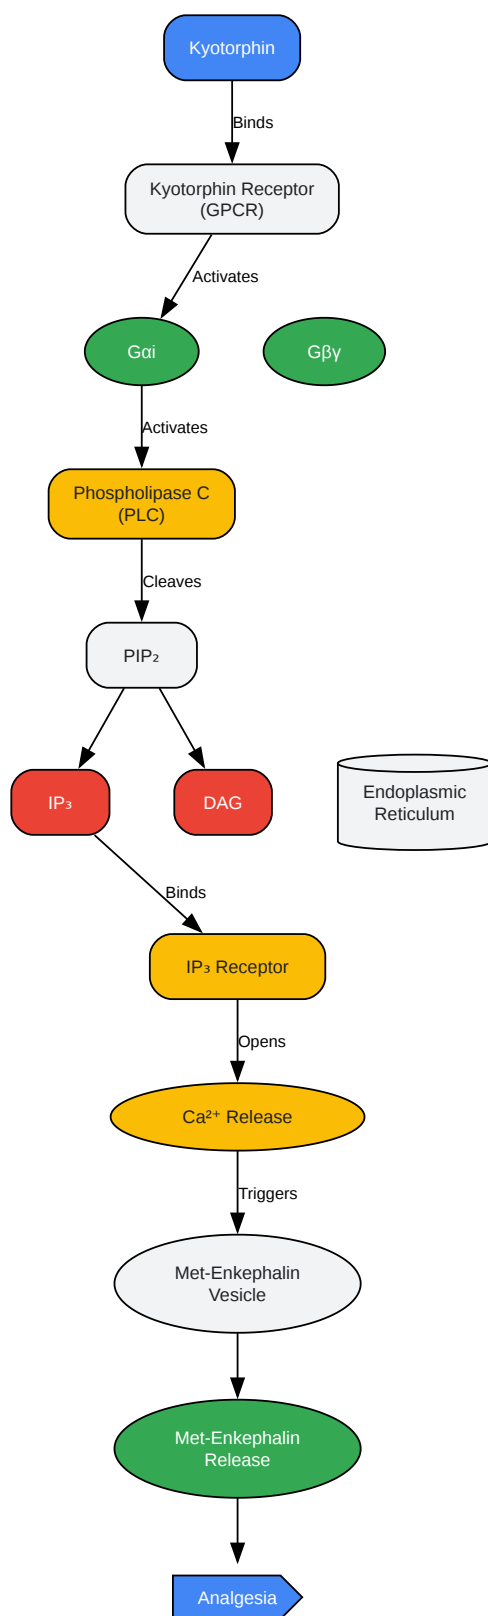 Kyotorphin
Binds
Kyotorphin Receptor
(GPCR)
Activates
Gαi
Gβγ
Activates
Phospholipase C
(PLC)
Cleaves
PIP₂
IP₃
DAG
Endoplasmic
Reticulum
Binds
IP₃ Receptor
Opens
Ca²⁺ Release
Triggers
Met-Enkephalin
Vesicle
Met-Enkephalin
Release
Analgesia